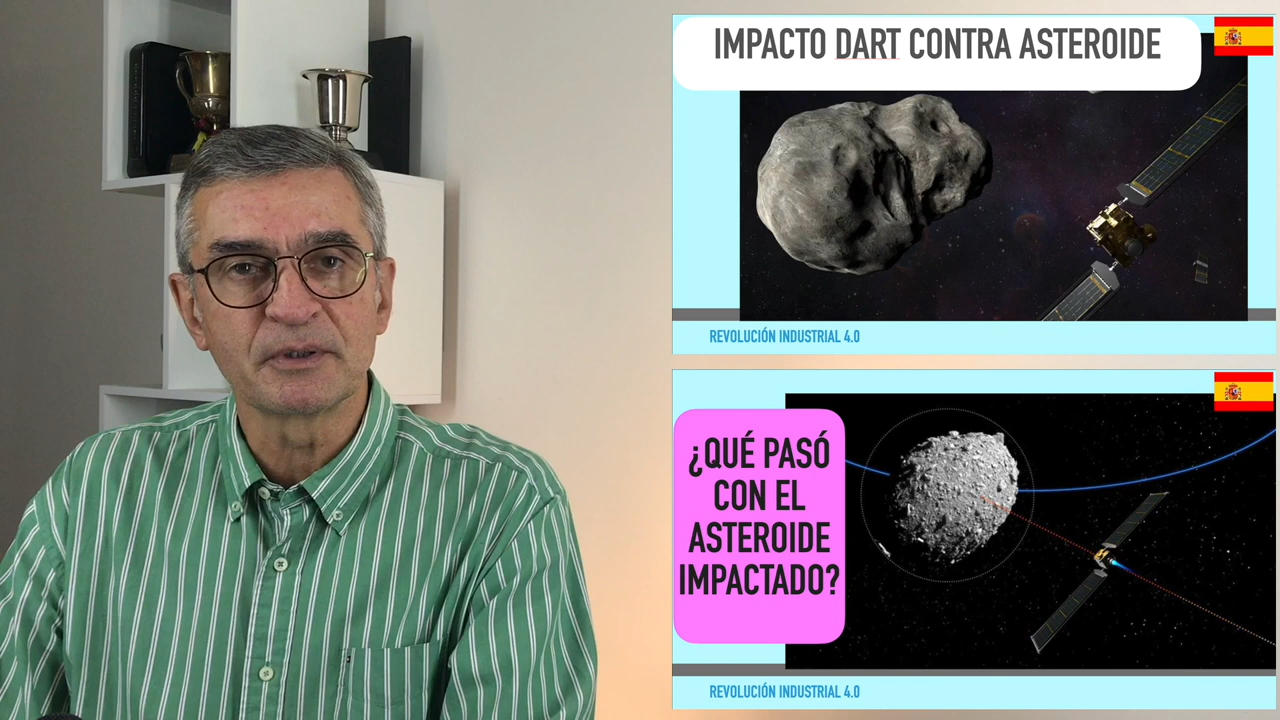 IMPACTO DART CONTRA ASTEROIDE
REVOLUCIÓN INDUSTRIAL 4.0
¿QUÉ PASÓ
CON EL
ASTEROIDE
IMPACTADO?
REVOLUCIÓN INDUSTRIAL 4.0